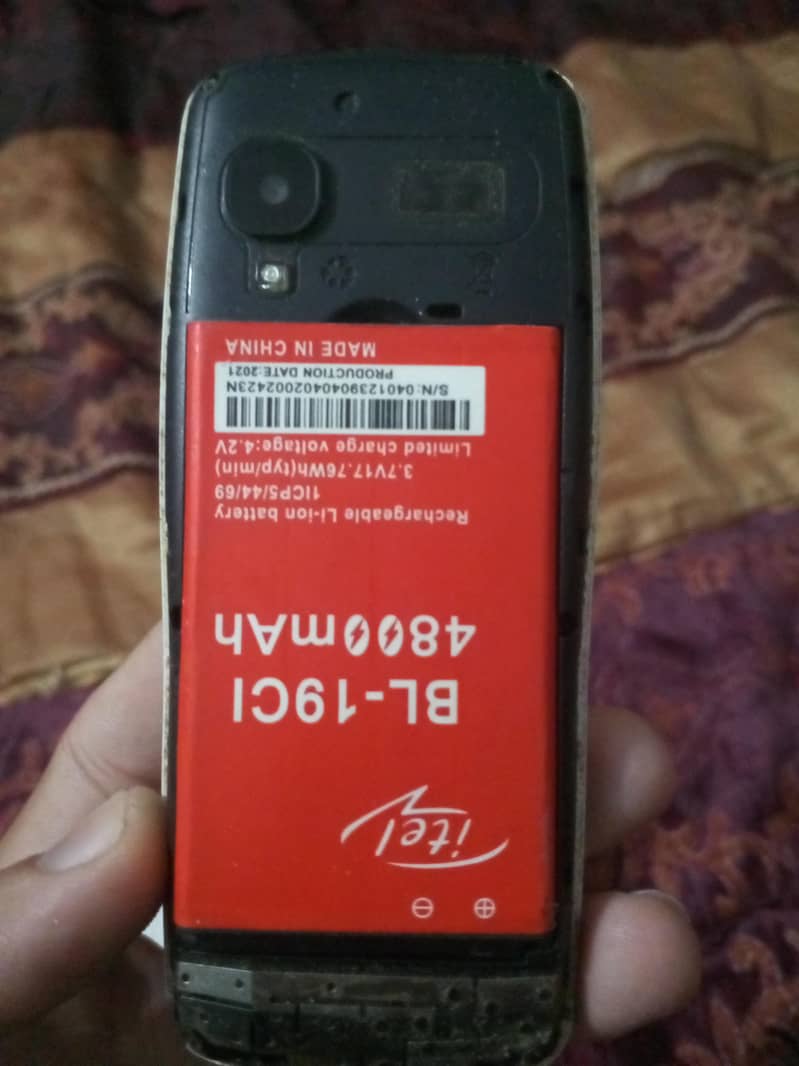 ⊕ ⊖
itel
BL-19CI
4800mAh
Rechargeable Li-ion battery
1ICP5/44/69
3.7V17.76Wh(typ/min)
Limited charge voltage:4.2V
S/N:0401239040402002423N
PRODUCTION DATE:2021
MADE IN CHINA